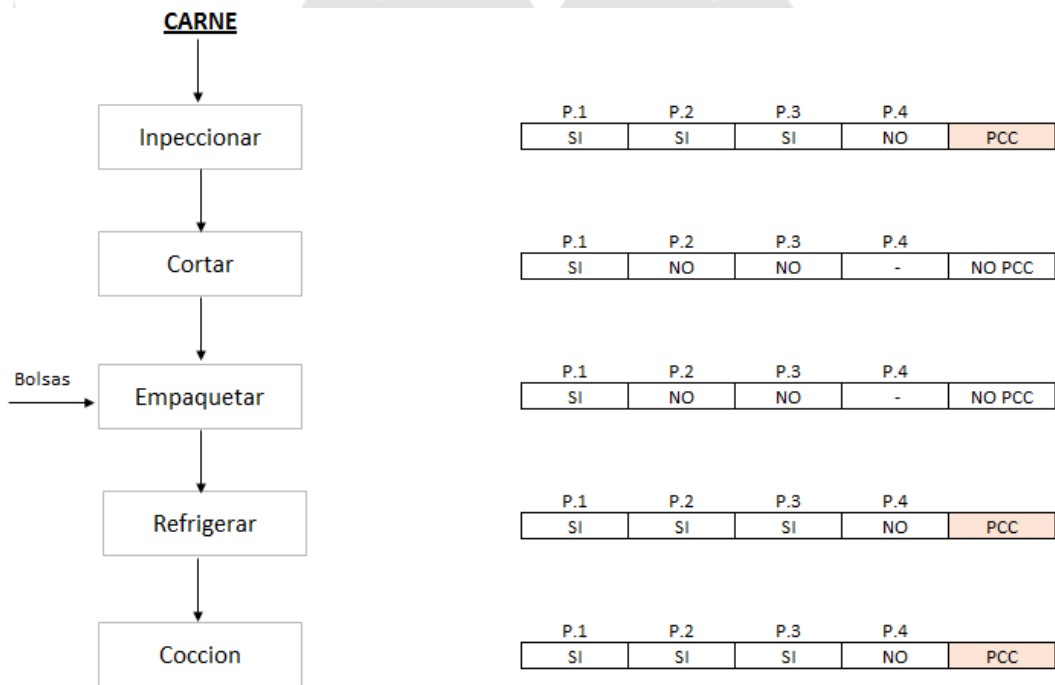 CARNE
Inpeccionar
P.1 P.2 P.3 P.4
SI SI SI NO PCC
Cortar
P.1 P.2 P.3 P.4
SI NO NO - NO PCC
Bolsas
Empaquetar
P.1 P.2 P.3 P.4
SI NO NO - NO PCC
Refrigerar
P.1 P.2 P.3 P.4
SI SI SI NO PCC
Coccion
P.1 P.2 P.3 P.4
SI SI SI NO PCC